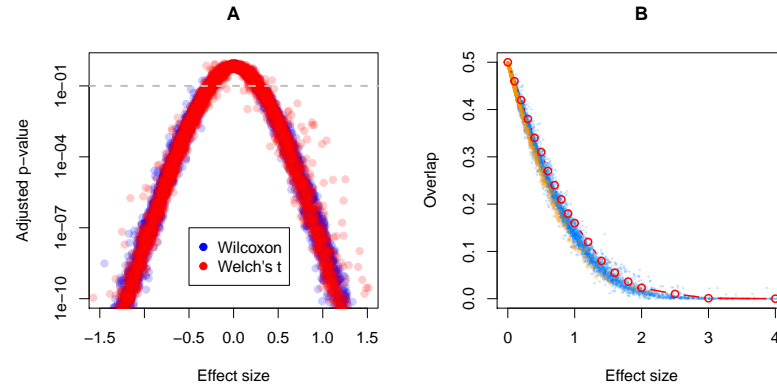 A
Adjusted p-value
1e-01
1e-04
1e-07
1e-10
Wilcoxon
Welch's t
−1.5
−0.5
0.0
0.5
1.0
1.5
Effect size
B
Overlap
0.5
0.4
0.3
0.2
0.1
0.0
0
1
2
3
4
Effect size